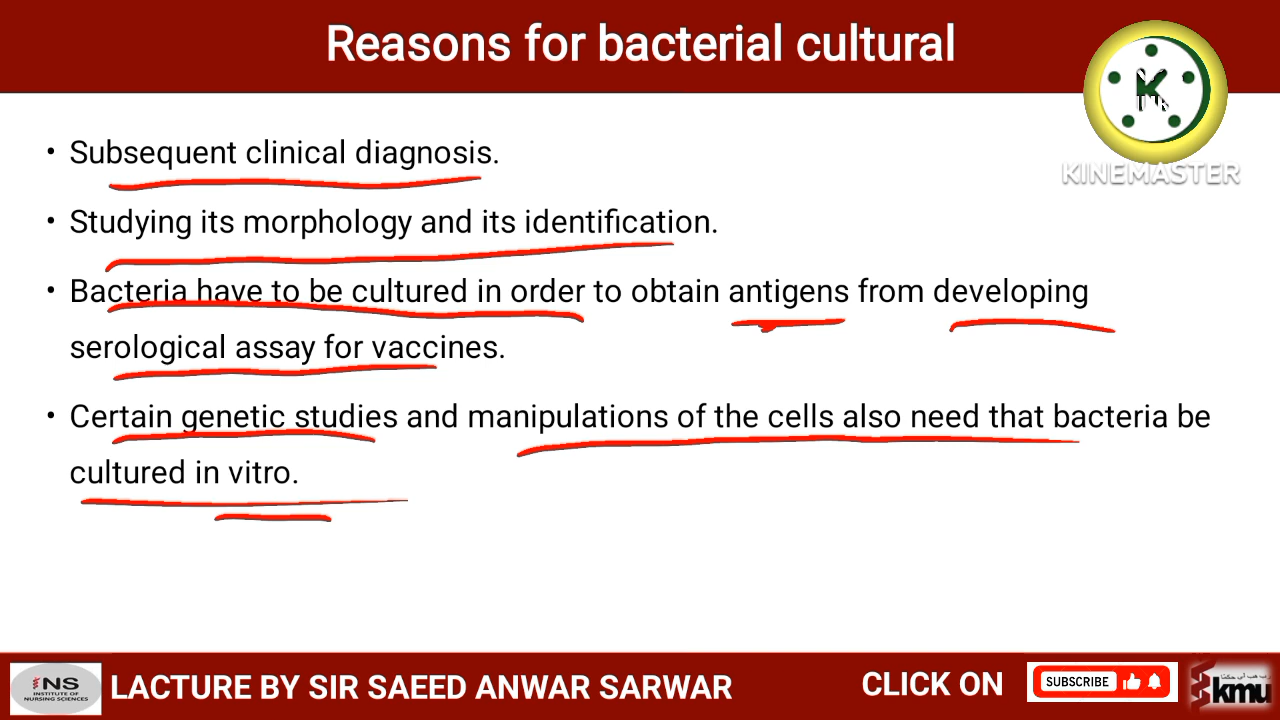 Reasons for bacterial cultural
K
KINEMASTER
• Subsequent clinical diagnosis.
• Studying its morphology and its identification.
• Bacteria have to be cultured in order to obtain antigens from developing
serological assay for vaccines.
• Certain genetic studies and manipulations of the cells also need that bacteria be
cultured in vitro.
INS
INSTITUTE OF
NURSING SCIENCES
LACTURE BY SIR SAEED ANWAR SARWAR
CLICK ON
SUBSCRIBE
kmu